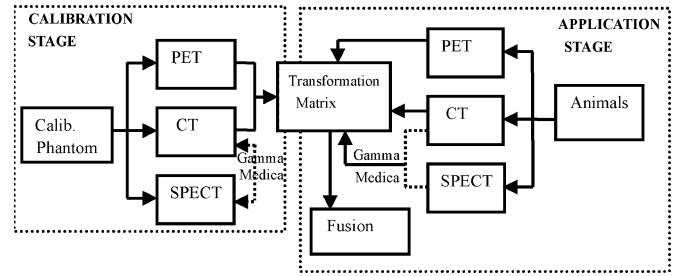 CALIBRATION
STAGE
PET
Calib.
Phantom
CT
Gamma
Medica
SPECT
Transformation
Matrix
Fusion
APPLICATION
STAGE
PET
CT
Gamma
Medica
SPECT
Animals